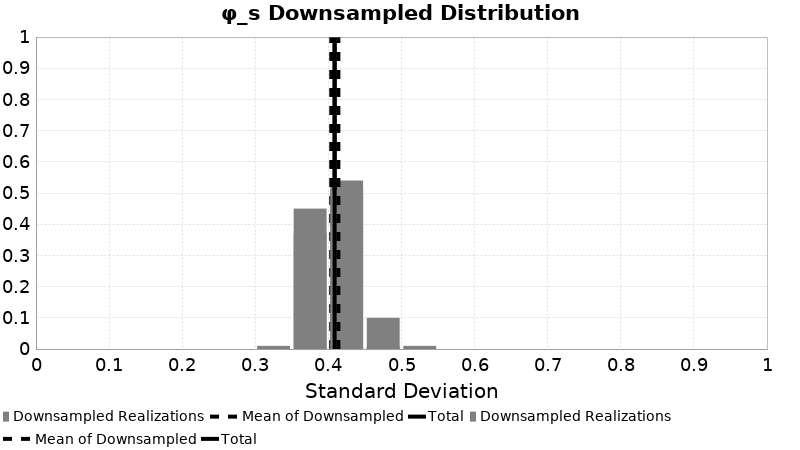 φ_s Downsampled Distribution
1
0.9
0.8
0.7
0.6
0.5
0.4
0.3
0.2
0.1
0
0 0.1 0.2 0.3 0.4 0.5 0.6 0.7 0.8 0.9 1
Standard Deviation
Downsampled Realizations Mean of Downsampled Total Downsampled Realizations
Mean of Downsampled Total